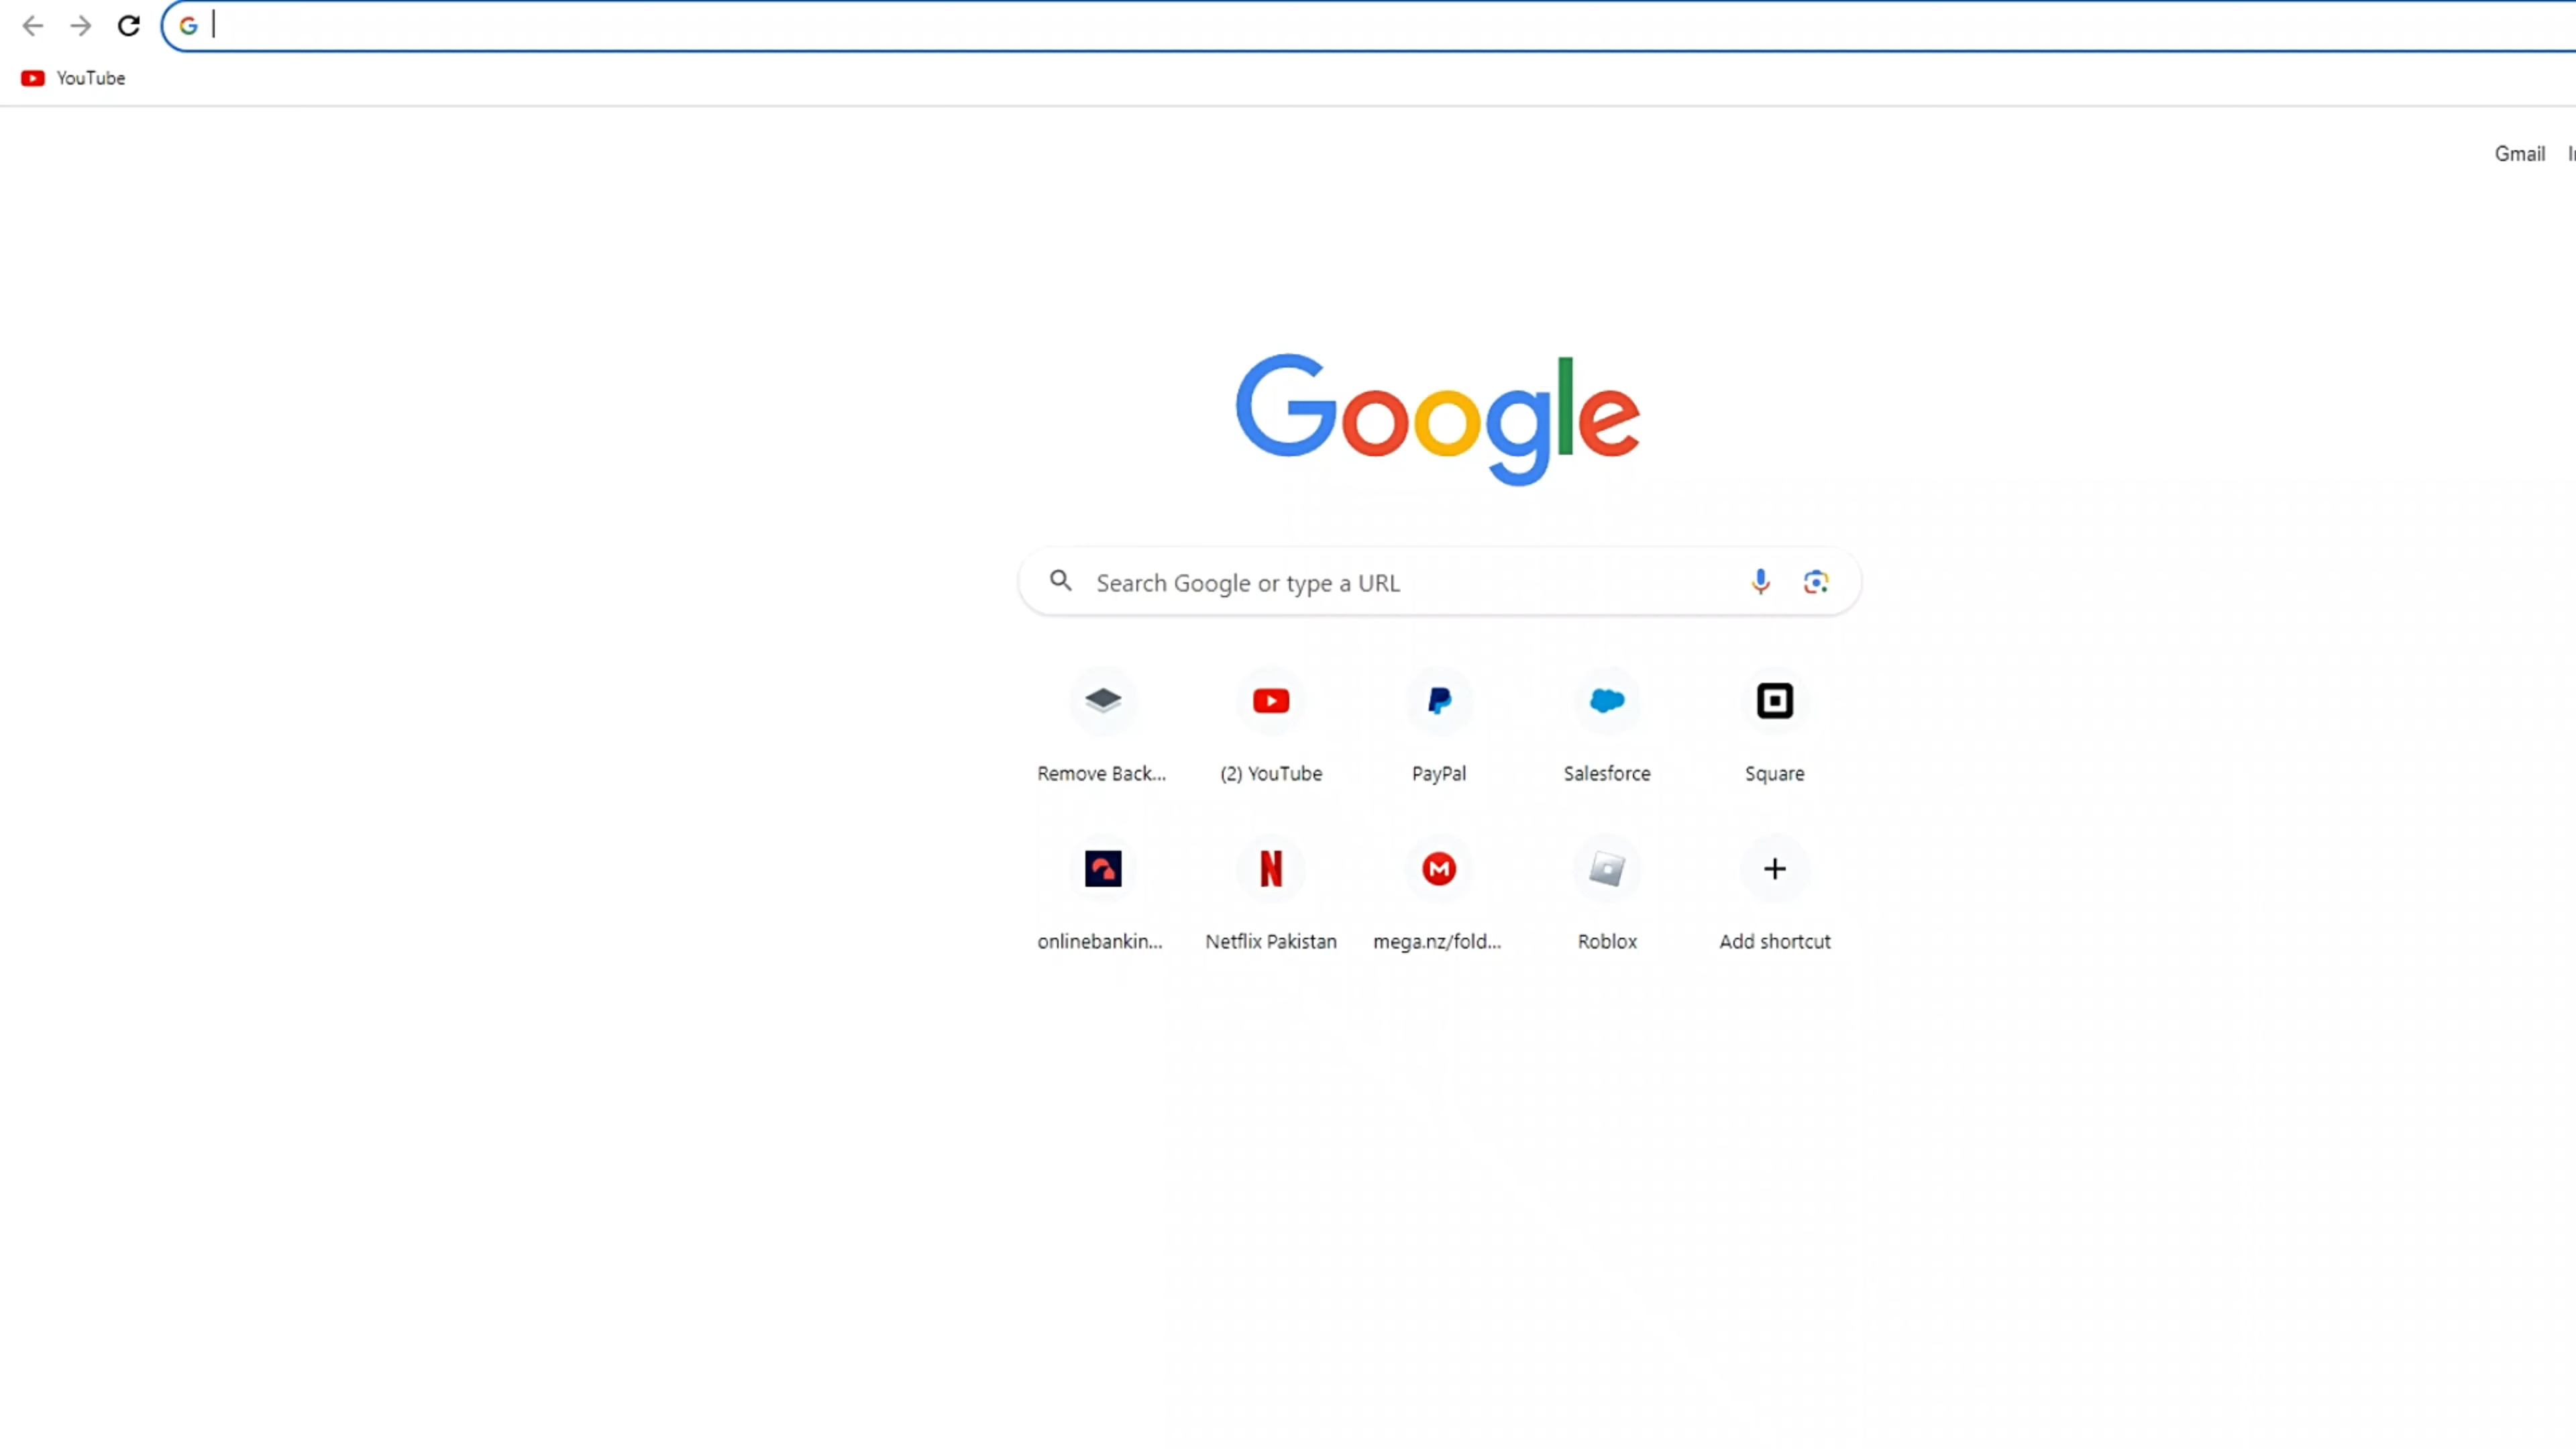 YouTube
Gmail
Google
Search Google or type a URL
Remove Back...
(2) YouTube
PayPal
Salesforce
Square
onlinebankin...
Netflix Pakistan
mega.nz/fold...
Roblox
Add shortcut